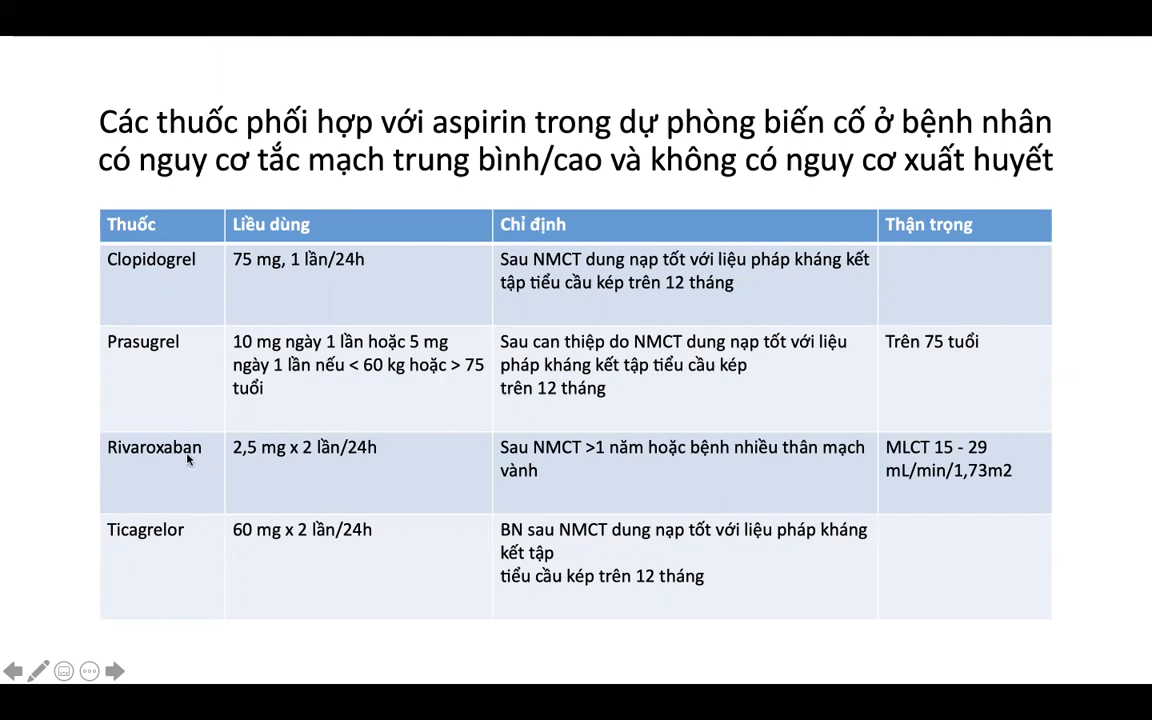 Các thuốc phối hợp với aspirin trong dự phòng biến cố ở bệnh nhân
có nguy cơ tắc mạch trung bình/cao và không có nguy cơ xuất huyết
Thuốc
Liều dùng
Chỉ định
Thận trọng
Clopidogrel
75 mg, 1 lần/24h
Sau NMCT dung nạp tốt với liệu pháp kháng kết
tập tiểu cầu kép trên 12 tháng
Prasugrel
10 mg ngày 1 lần hoặc 5 mg
ngày 1 lần nếu < 60 kg hoặc > 75
tuổi
Sau can thiệp do NMCT dung nạp tốt với liệu
pháp kháng kết tập tiểu cầu kép
trên 12 tháng
Trên 75 tuổi
Rivaroxaban
2,5 mg x 2 lần/24h
Sau NMCT >1 năm hoặc bệnh nhiều thân mạch
vành
MLCT 15 - 29
mL/min/1,73m2
Ticagrelor
60 mg x 2 lần/24h
BN sau NMCT dung nạp tốt với liệu pháp kháng
kết tập
tiểu cầu kép trên 12 tháng